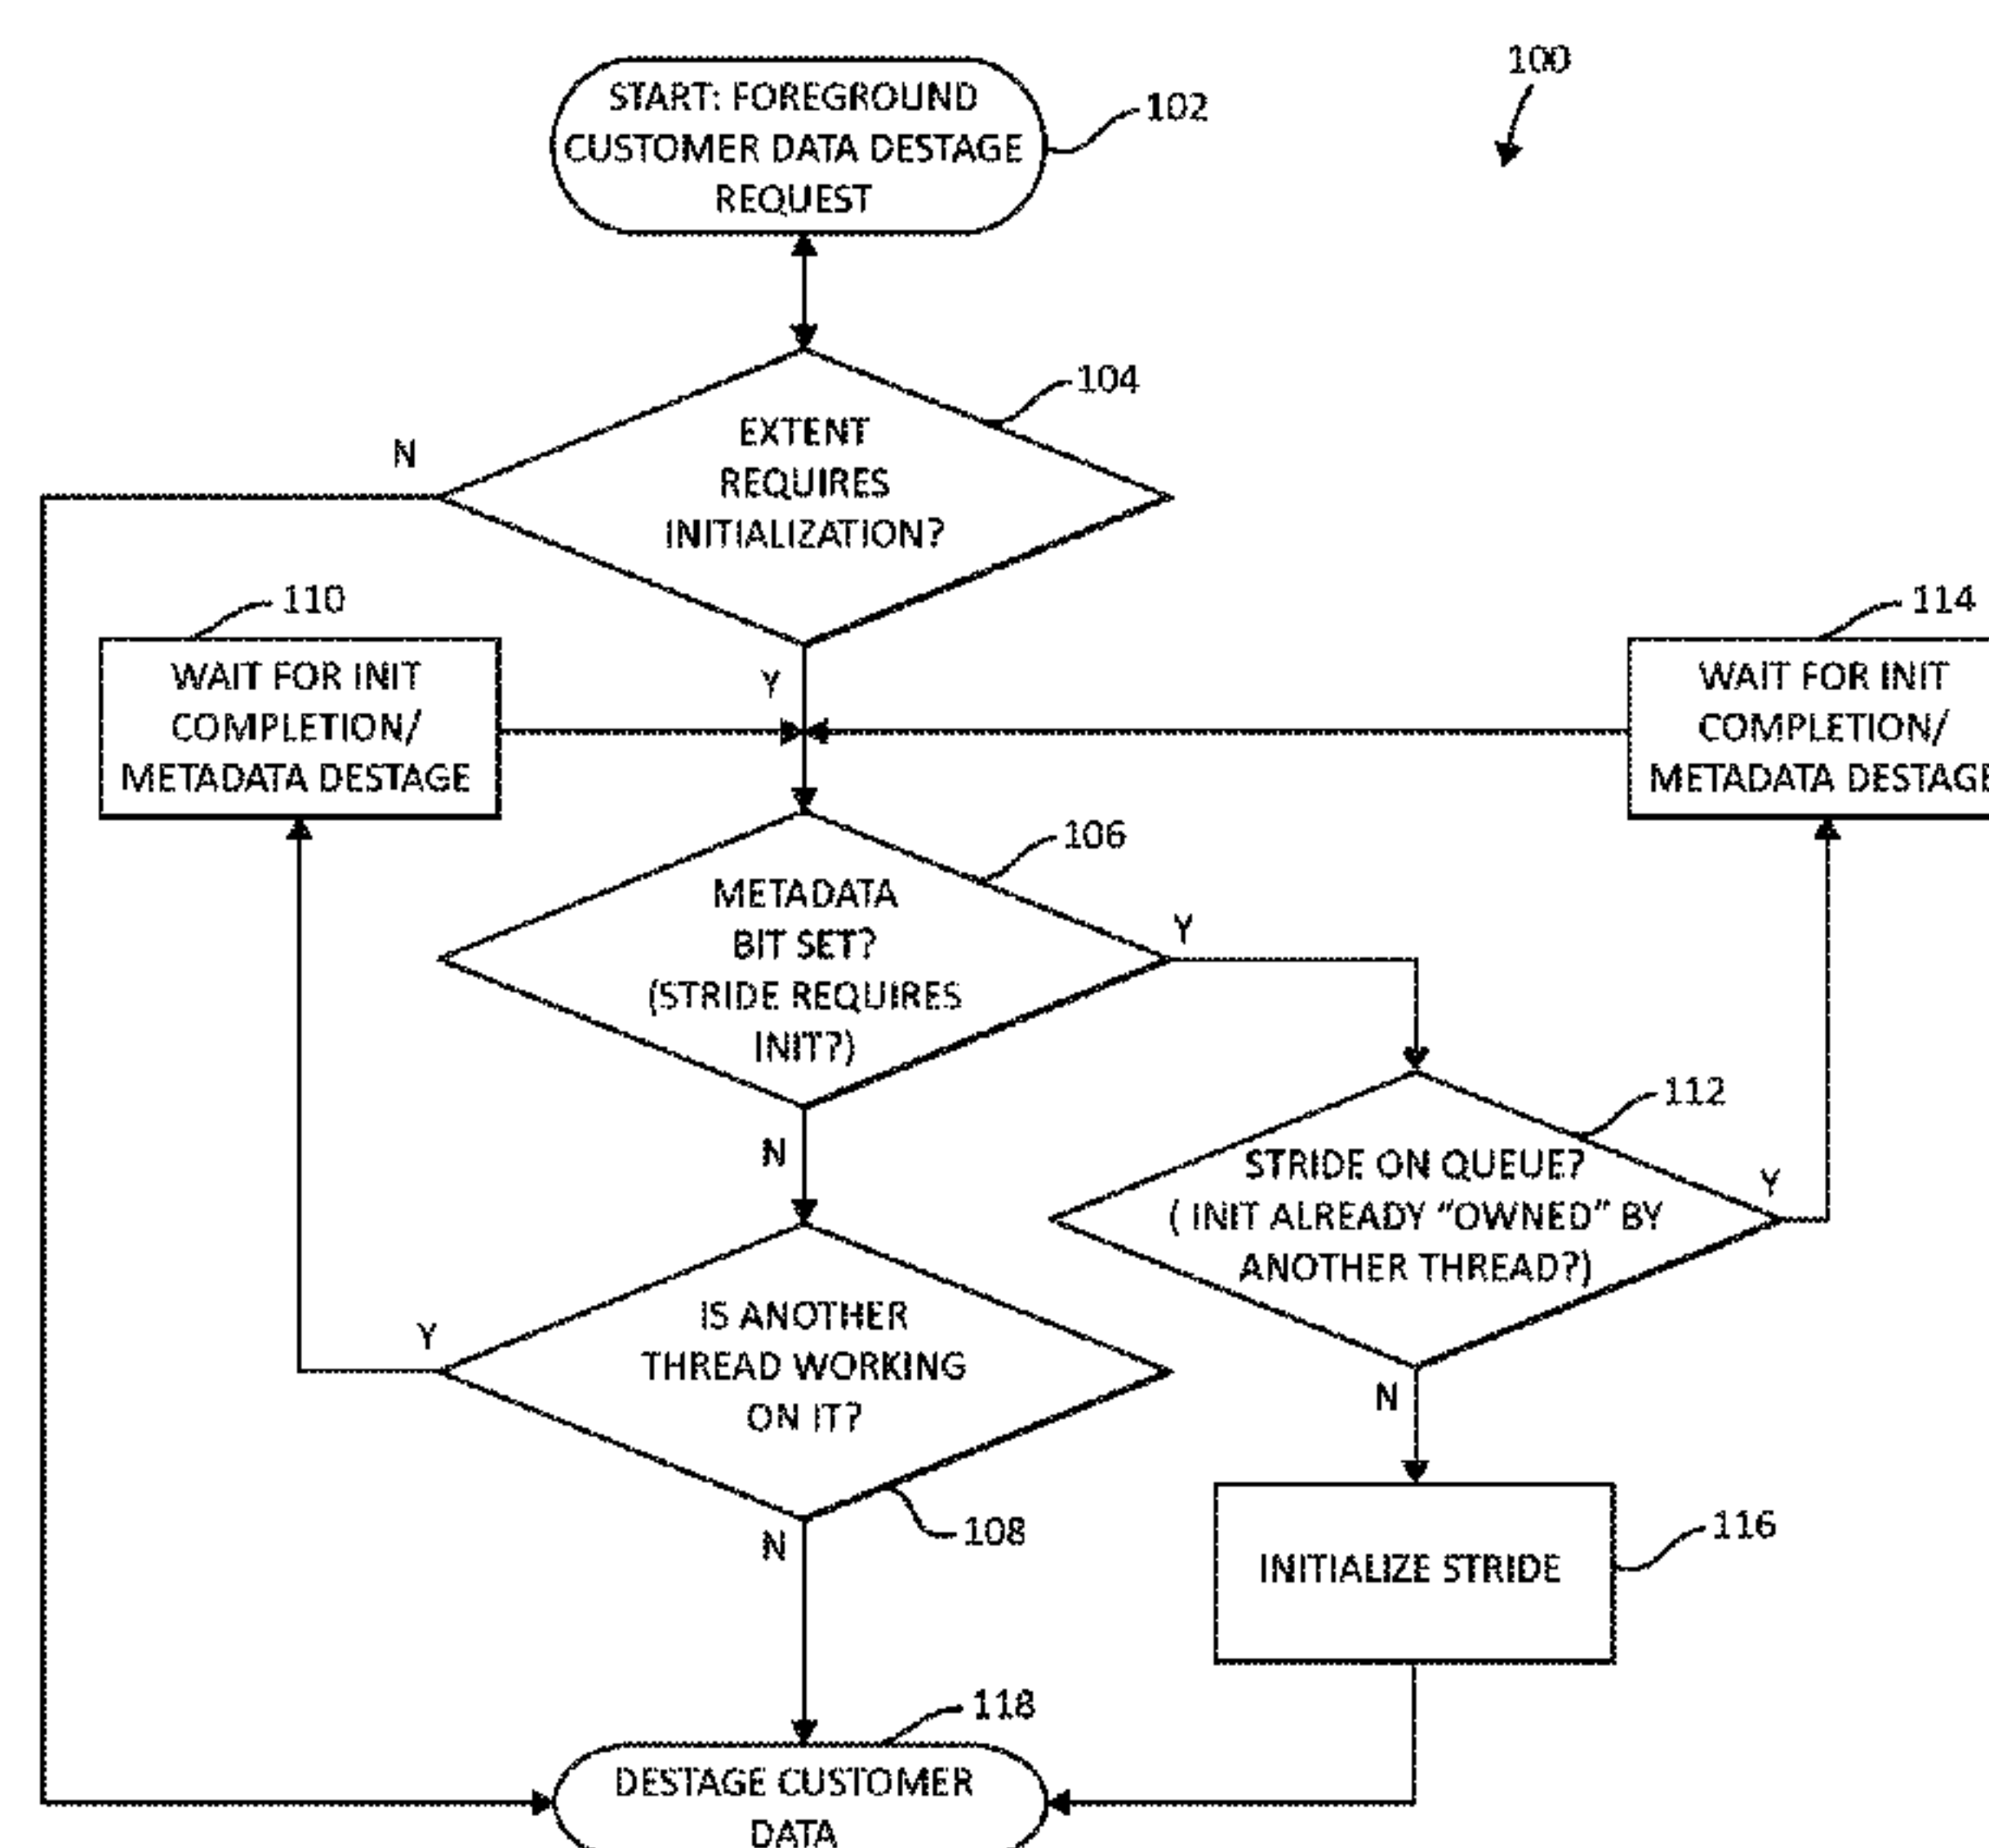 100
START: FOREGROUND
CUSTOMER DATA DESTAGE
REQUEST
102
104
EXTENT
REQUIRES
INITIALIZATION?
N
Y
110
WAIT FOR INIT
COMPLETION/
METADATA DESTAGE
114
WAIT FOR INIT
COMPLETION/
METADATA DESTAGE
106
METADATA
BIT SET?
(STRIDE REQUIRES
INIT?)
Y
N
112
STRIDE ON QUEUE?
( INIT ALREADY "OWNED" BY
ANOTHER THREAD?)
Y
N
IS ANOTHER
THREAD WORKING
ON IT?
Y
N
108
INITIALIZE STRIDE
116
118
DESTAGE CUSTOMER
DATA